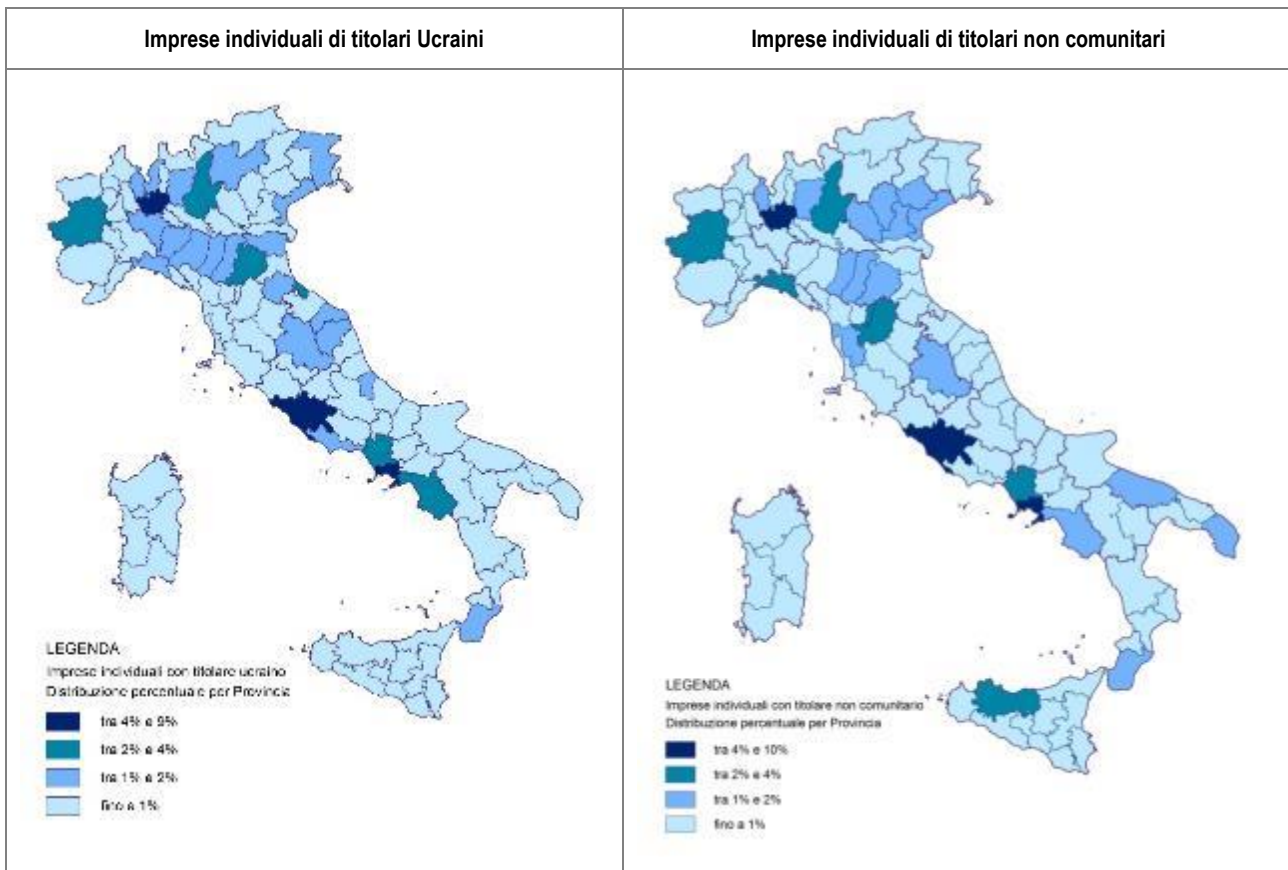 Imprese individuali di titolari Ucraini
Imprese individuali di titolari non comunitari
LEGENDA
Imprese individuali con titolare ucraino
Distribuzione percentuale per Provincia
tra 4% e 9%
tra 2% e 4%
tra 1% e 2%
fino a 1%
LEGENDA
Imprese individuali con titolare non comunitario
Distribuzione percentuale per Provincia
tra 4% e 10%
tra 2% e 4%
tra 1% e 2%
fino a 1%